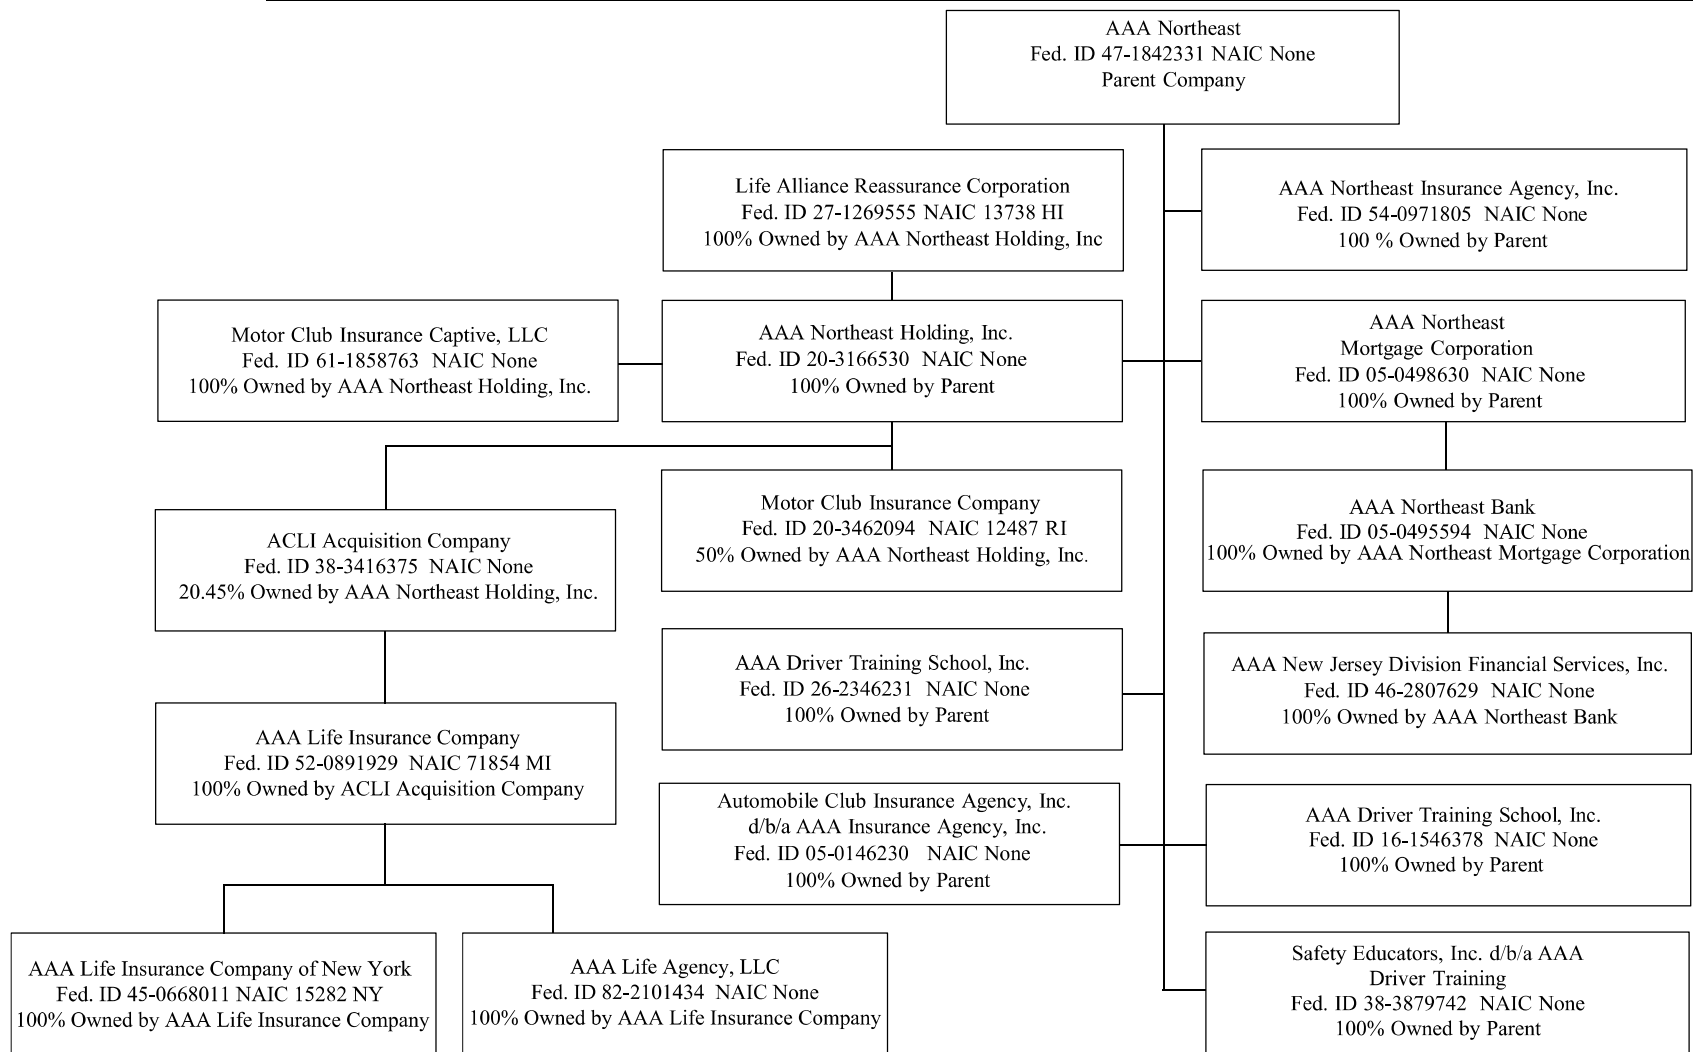 AAA Northeast
Fed. ID 47-1842331 NAIC None
Parent Company
Life Alliance Reassurance Corporation
Fed. ID 27-1269555 NAIC 13738 HI
100% Owned by AAA Northeast Holding, Inc
AAA Northeast Insurance Agency, Inc.
Fed. ID 54-0971805 NAIC None
100 % Owned by Parent
Motor Club Insurance Captive, LLC
Fed. ID 61-1858763 NAIC None
100% Owned by AAA Northeast Holding, Inc.
AAA Northeast Holding, Inc.
Fed. ID 20-3166530 NAIC None
100% Owned by Parent
AAA Northeast
Mortgage Corporation
Fed. ID 05-0498630 NAIC None
100% Owned by Parent
ACLI Acquisition Company
Fed. ID 38-3416375 NAIC None
20.45% Owned by AAA Northeast Holding, Inc.
Motor Club Insurance Company
Fed. ID 20-3462094 NAIC 12487 RI
50% Owned by AAA Northeast Holding, Inc.
AAA Northeast Bank
Fed. ID 05-0495594 NAIC None
100% Owned by AAA Northeast Mortgage Corporation
AAA Driver Training School, Inc.
Fed. ID 26-2346231 NAIC None
100% Owned by Parent
AAA New Jersey Division Financial Services, Inc.
Fed. ID 46-2807629 NAIC None
100% Owned by AAA Northeast Bank
AAA Life Insurance Company
Fed. ID 52-0891929 NAIC 71854 MI
100% Owned by ACLI Acquisition Company
Automobile Club Insurance Agency, Inc.
d/b/a AAA Insurance Agency, Inc.
Fed. ID 05-0146230 NAIC None
100% Owned by Parent
AAA Driver Training School, Inc.
Fed. ID 16-1546378 NAIC None
100% Owned by Parent
AAA Life Insurance Company of New York
Fed. ID 45-0668011 NAIC 15282 NY
100% Owned by AAA Life Insurance Company
AAA Life Agency, LLC
Fed. ID 82-2101434 NAIC None
100% Owned by AAA Life Insurance Company
Safety Educators, Inc. d/b/a AAA
Driver Training
Fed. ID 38-3879742 NAIC None
100% Owned by Parent